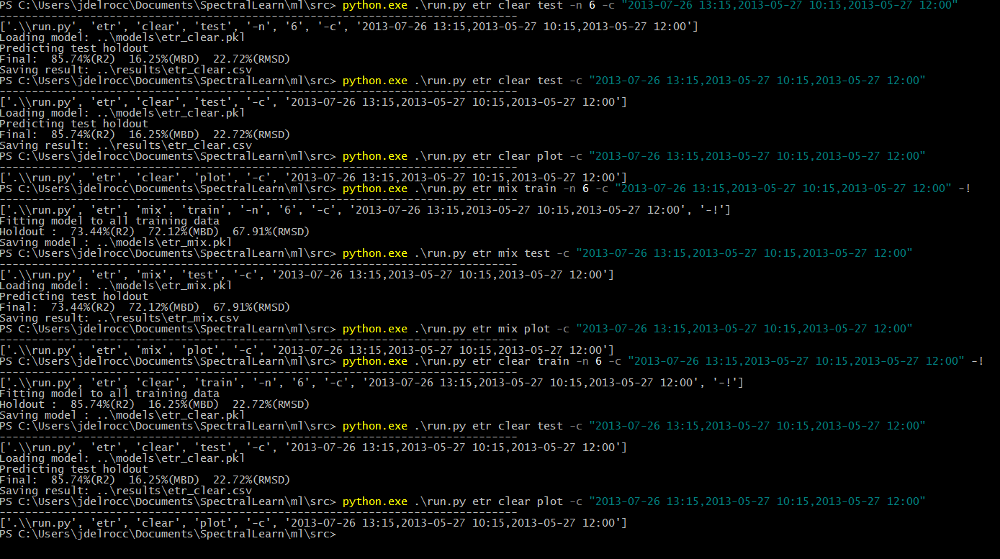 PS C:\Users\jdelrocc\Documents\SpectralLearn\ml\src> python.exe .\run.py etr clear test -n 6 -c "2013-07-26 13:15,2013-05-27 10:15,2013-05-27 12:00"
--------------------------------------------------------------------------------
['.\\run.py', 'etr', 'clear', 'test', '-n', '6', '-c', '2013-07-26 13:15,2013-05-27 10:15,2013-05-27 12:00']
Loading model: ..\models\etr_clear.pkl
Predicting test holdout
Final:  85.74%(R2)  16.25%(MBD)  22.72%(RMSD)
Saving result: ..\results\etr_clear.csv
PS C:\Users\jdelrocc\Documents\SpectralLearn\ml\src> python.exe .\run.py etr clear test -c "2013-07-26 13:15,2013-05-27 10:15,2013-05-27 12:00"
--------------------------------------------------------------------------------
['.\\run.py', 'etr', 'clear', 'test', '-c', '2013-07-26 13:15,2013-05-27 10:15,2013-05-27 12:00']
Loading model: ..\models\etr_clear.pkl
Predicting test holdout
Final:  85.74%(R2)  16.25%(MBD)  22.72%(RMSD)
Saving result: ..\results\etr_clear.csv
PS C:\Users\jdelrocc\Documents\SpectralLearn\ml\src> python.exe .\run.py etr clear plot -c "2013-07-26 13:15,2013-05-27 10:15,2013-05-27 12:00"
--------------------------------------------------------------------------------
['.\\run.py', 'etr', 'clear', 'plot', '-c', '2013-07-26 13:15,2013-05-27 10:15,2013-05-27 12:00']
PS C:\Users\jdelrocc\Documents\SpectralLearn\ml\src> python.exe .\run.py etr mix train -n 6 -c "2013-07-26 13:15,2013-05-27 10:15,2013-05-27 12:00" -!
--------------------------------------------------------------------------------
['.\\run.py', 'etr', 'mix', 'train', '-n', '6', '-c', '2013-07-26 13:15,2013-05-27 10:15,2013-05-27 12:00', '-!']
Fitting model to all training data
Holdout :  73.44%(R2)  72.12%(MBD)  67.91%(RMSD)
Saving model : ..\models\etr_mix.pkl
PS C:\Users\jdelrocc\Documents\SpectralLearn\ml\src> python.exe .\run.py etr mix test -c "2013-07-26 13:15,2013-05-27 10:15,2013-05-27 12:00"
--------------------------------------------------------------------------------
['.\\run.py', 'etr', 'mix', 'test', '-c', '2013-07-26 13:15,2013-05-27 10:15,2013-05-27 12:00']
Loading model: ..\models\etr_mix.pkl
Predicting test holdout
Final:  73.44%(R2)  72.12%(MBD)  67.91%(RMSD)
Saving result: ..\results\etr_mix.csv
PS C:\Users\jdelrocc\Documents\SpectralLearn\ml\src> python.exe .\run.py etr mix plot -c "2013-07-26 13:15,2013-05-27 10:15,2013-05-27 12:00"
--------------------------------------------------------------------------------
['.\\run.py', 'etr', 'mix', 'plot', '-c', '2013-07-26 13:15,2013-05-27 10:15,2013-05-27 12:00']
PS C:\Users\jdelrocc\Documents\SpectralLearn\ml\src> python.exe .\run.py etr clear train -n 6 -c "2013-07-26 13:15,2013-05-27 10:15,2013-05-27 12:00" -!
--------------------------------------------------------------------------------
['.\\run.py', 'etr', 'clear', 'train', '-n', '6', '-c', '2013-07-26 13:15,2013-05-27 10:15,2013-05-27 12:00', '-!']
Fitting model to all training data
Holdout :  85.74%(R2)  16.25%(MBD)  22.72%(RMSD)
Saving model : ..\models\etr_clear.pkl
PS C:\Users\jdelrocc\Documents\SpectralLearn\ml\src> python.exe .\run.py etr clear test -c "2013-07-26 13:15,2013-05-27 10:15,2013-05-27 12:00"
--------------------------------------------------------------------------------
['.\\run.py', 'etr', 'clear', 'test', '-c', '2013-07-26 13:15,2013-05-27 10:15,2013-05-27 12:00']
Loading model: ..\models\etr_clear.pkl
Predicting test holdout
Final:  85.74%(R2)  16.25%(MBD)  22.72%(RMSD)
Saving result: ..\results\etr_clear.csv
PS C:\Users\jdelrocc\Documents\SpectralLearn\ml\src> python.exe .\run.py etr clear plot -c "2013-07-26 13:15,2013-05-27 10:15,2013-05-27 12:00"
--------------------------------------------------------------------------------
['.\\run.py', 'etr', 'clear', 'plot', '-c', '2013-07-26 13:15,2013-05-27 10:15,2013-05-27 12:00']
PS C:\Users\jdelrocc\Documents\SpectralLearn\ml\src>